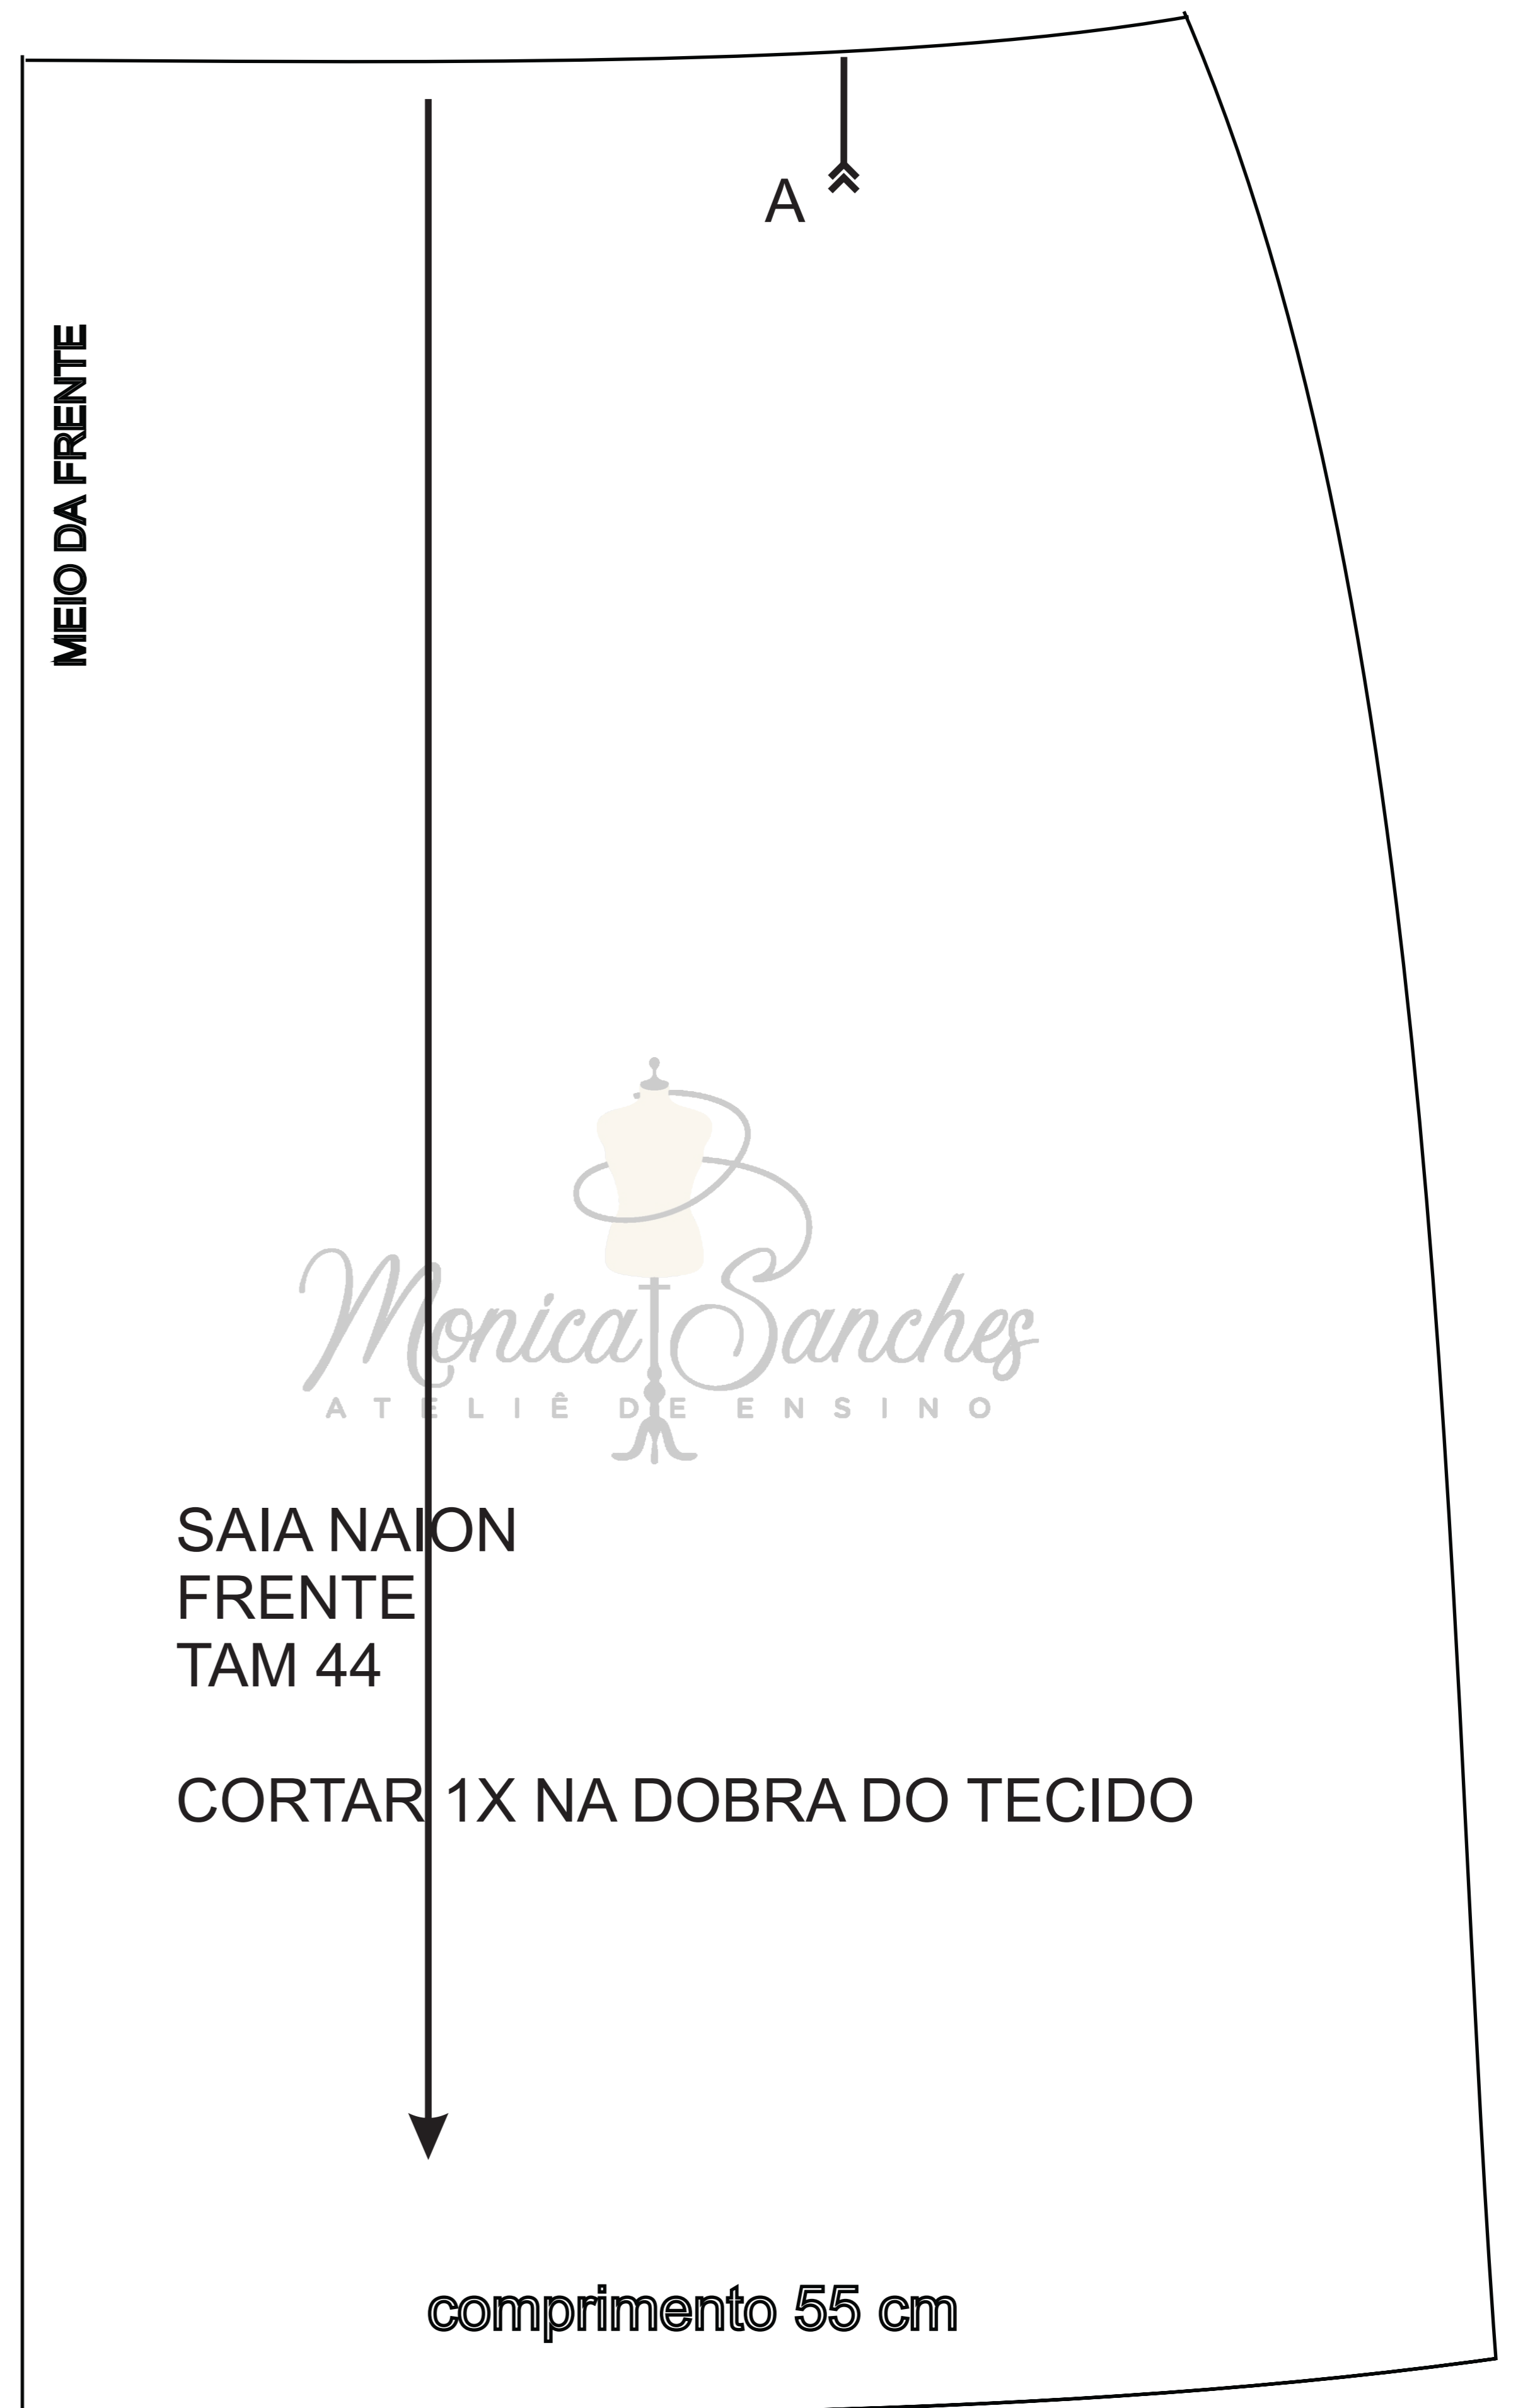 A
MEIO DA FRENTE
Monica Sanches
ATELIÊ DE ENSINO
SAIA NAION
FRENTE
TAM 44
CORTAR 1X NA DOBRA DO TECIDO
comprimento 55 cm